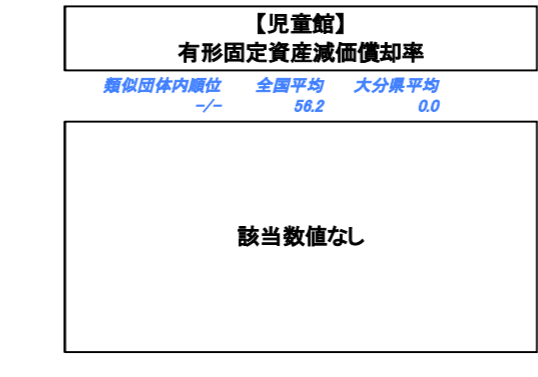 【児童館】
有形固定資産減価償却率
類似団体内順位 全国平均 大分県平均
-/- 56.2 0.0
該当数値なし